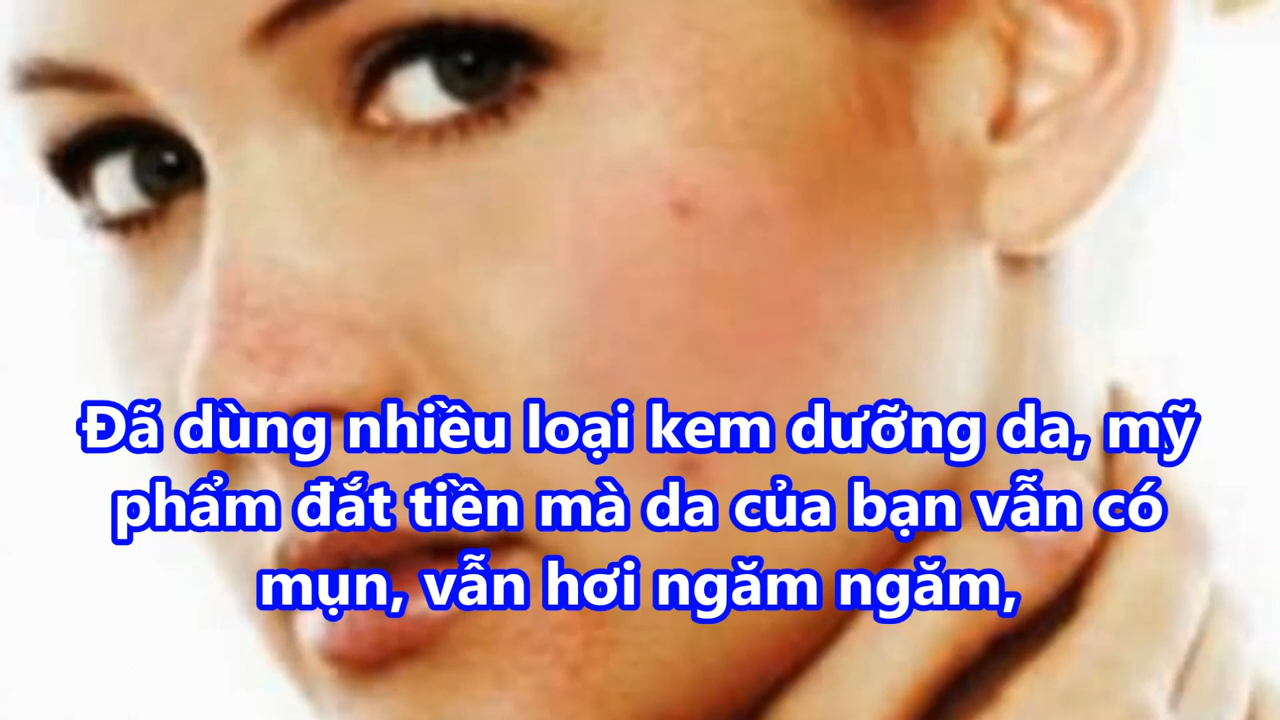 Đã dùng nhiều loại kem dưỡng da, mỹ
phẩm đắt tiền mà da của bạn vẫn có
mụn, vẫn hơi ngăm ngăm,